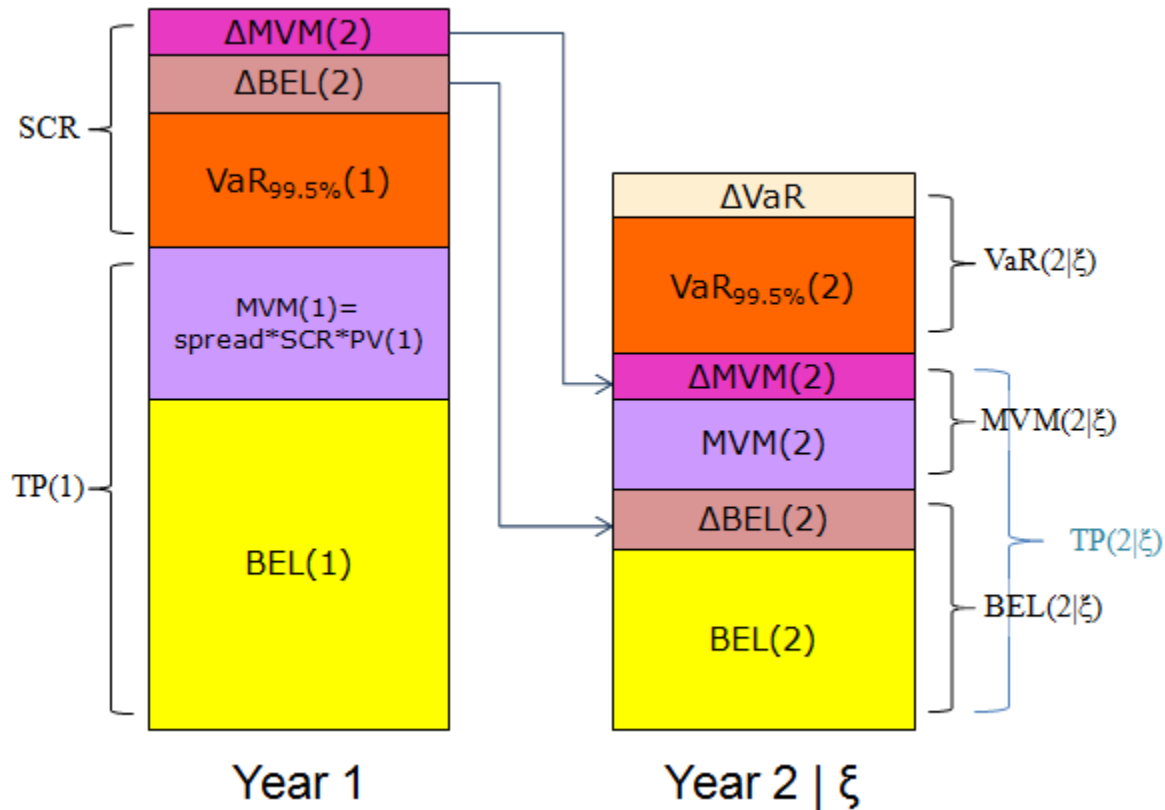 ΔMVM(2)
ΔBEL(2)
SCR
VaR99.5%(1)
MVM(1)=
spread*SCR*PV(1)
TP(1)
BEL(1)
Year 1
ΔVaR
VaR99.5%(2)
VaR(2|ξ)
ΔMVM(2)
MVM(2)
MVM(2|ξ)
ΔBEL(2)
TP(2|ξ)
BEL(2)
BEL(2|ξ)
Year 2 | ξ